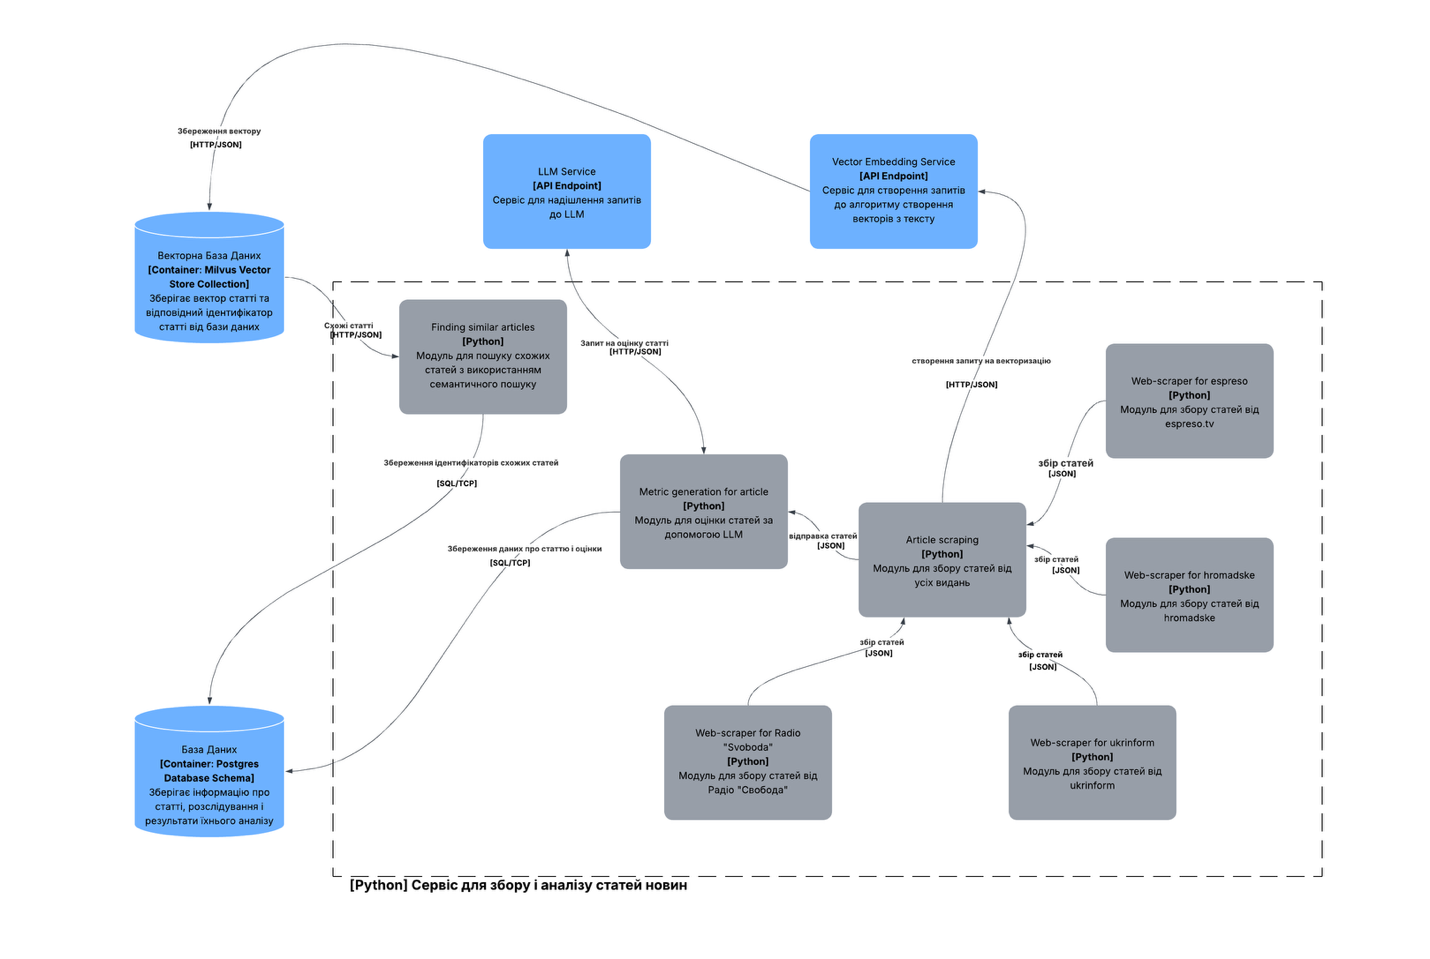 Збереження вектору
[HTTP/JSON]
LLM Service
[API Endpoint]
Сервіс для надішлення запитів
до LLM
Vector Embedding Service
[API Endpoint]
Сервіс для створення запитів
до алгоритму створення
векторів з тексту
Векторна База Даних
[Container: Milvus Vector
Store Collection]
Зберігає вектор статті та
відповідний ідентифікатор
статті від бази даних
Схожі статті
[HTTP/JSON]
Finding similar articles
[Python]
Модуль для пошуку схожих
статей з використанням
семантичного пошуку
Запит на оцінку статті
[HTTP/JSON]
створення запиту на векторизацію
[HTTP/JSON]
Web-scraper for espreso
[Python]
Модуль для збору статей від
espreso.tv
Збереження ідентифікаторів схожих статей
[SQL/TCP]
збір статей
[JSON]
Metric generation for article
[Python]
Модуль для оцінки статей за
допомогою LLM
відправка статей
[JSON]
Article scraping
[Python]
Модуль для збору статей від
усіх видань
Збереження даних про статтю і оцінки
[SQL/TCP]
збір статей
[JSON]
Web-scraper for hromadske
[Python]
Модуль для збору статей від
hromadske
збір статей
[JSON]
збір статей
[JSON]
База Даних
[Container: Postgres
Database Schema]
Зберігає інформацію про
статті, розслідування і
результати їхнього аналізу
Web-scraper for Radio
"Svoboda"
[Python]
Модуль для збору статей від
Радіо "Свобода"
Web-scraper for ukrinform
[Python]
Модуль для збору статей від
ukrinform
[Python] Сервіс для збору і аналізу статей новин